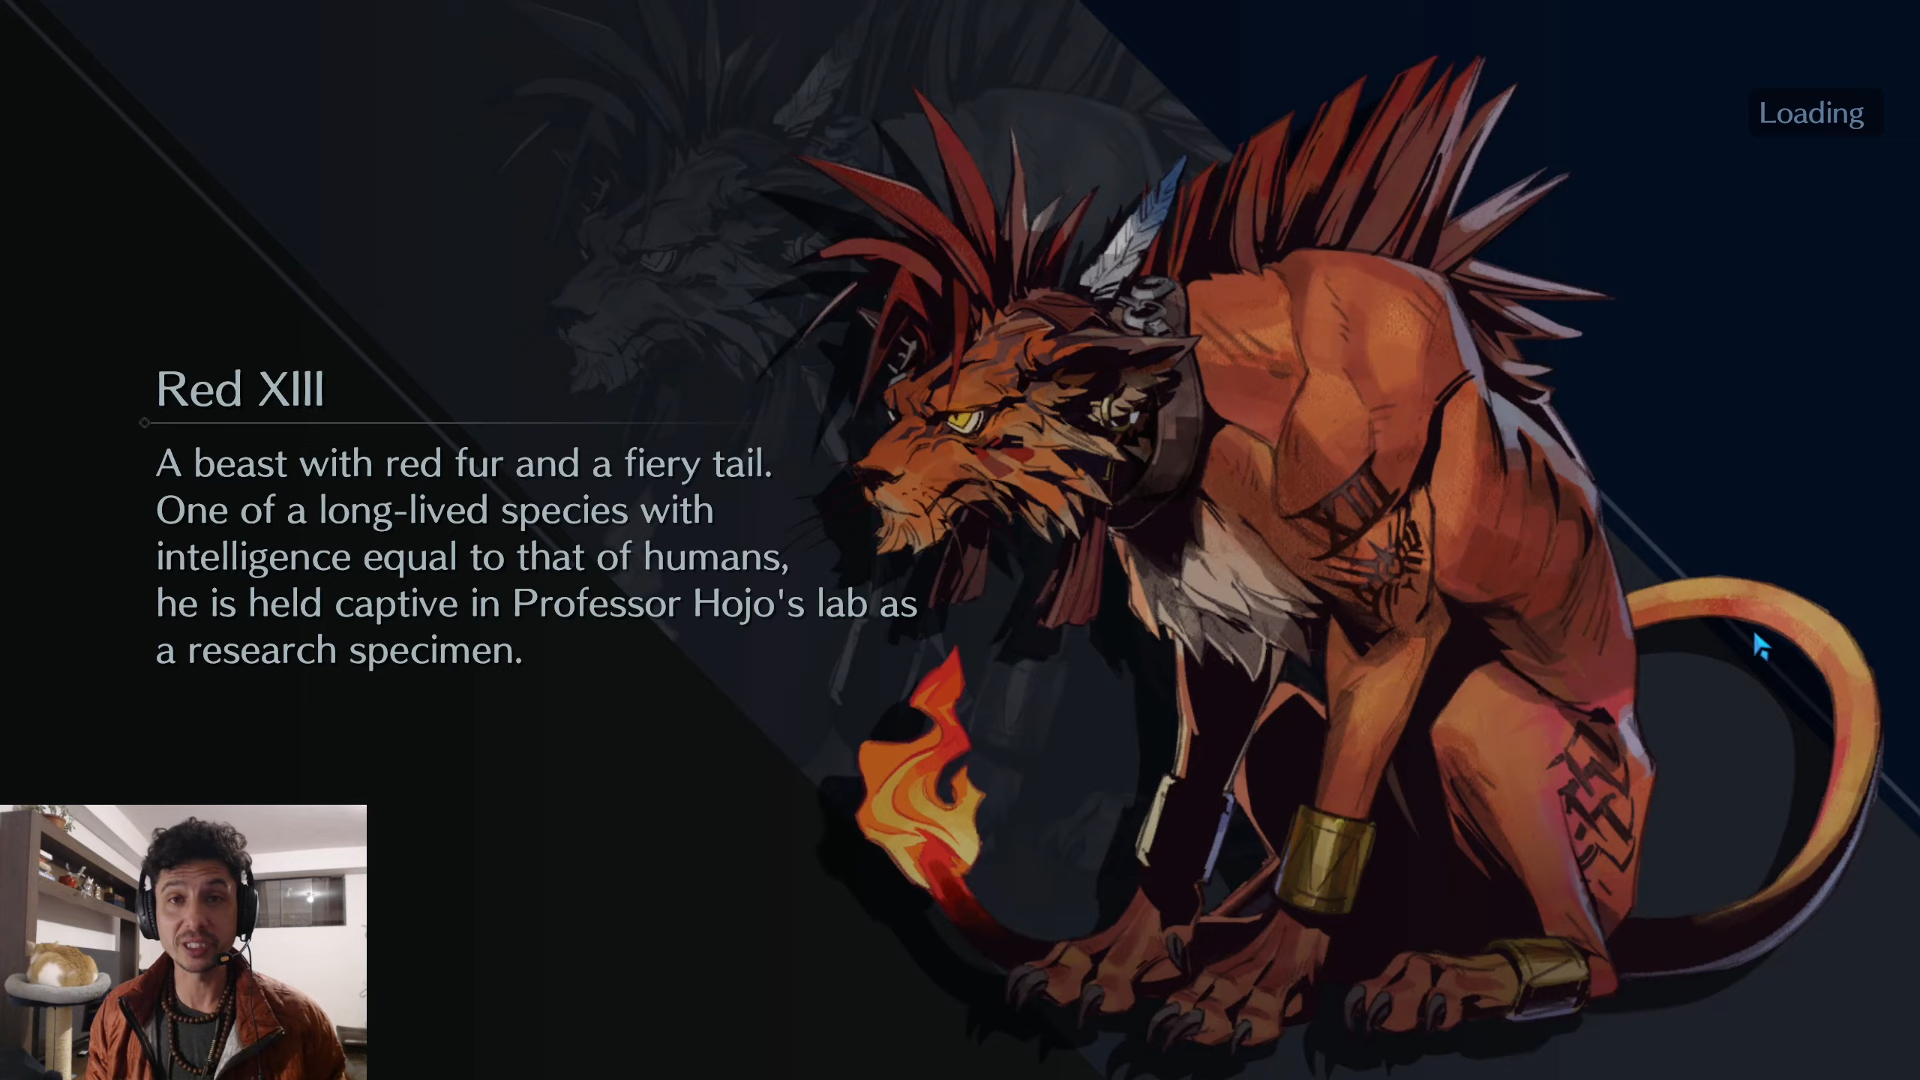 Loading
Red XIII
A beast with red fur and a fiery tail.
One of a long-lived species with
intelligence equal to that of humans,
he is held captive in Professor Hojo's lab as
a research specimen.
XIII